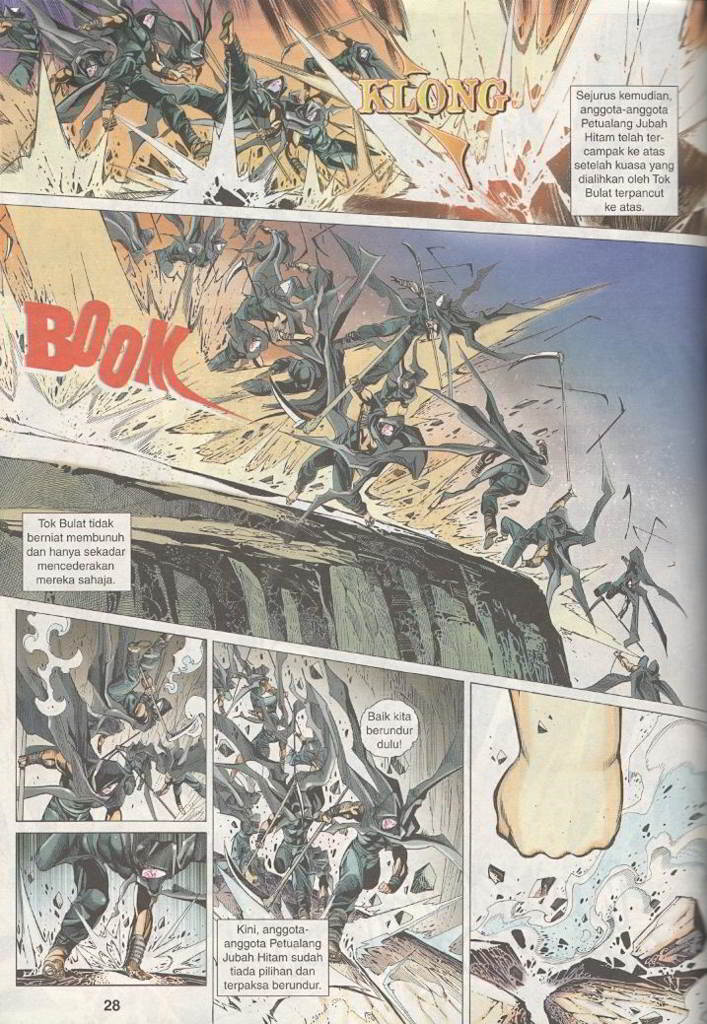 KLONG
Sejurus kemudian,
anggota-anggota
Petualang Jubah
Hitam telah ter-
campak ke atas
setelah kuasa yang
dialihkan oleh Tok
Bulat terpancut
ke atas.
BOOM
Tok Bulat tidak
berniat membunuh
dan hanya sekadar
mencederakan
mereka sahaja.
Baik kita
berundur
dulu!
Kini, anggota-
anggota Petualang
Jubah Hitam sudah
tiada pilihan dan
terpaksa berundur.
28